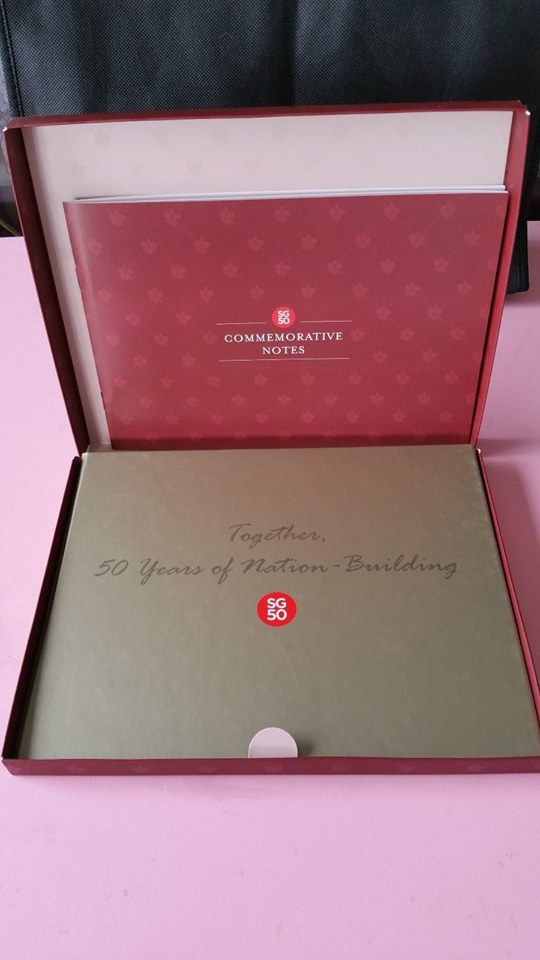 SG
50
COMMEMORATIVE
NOTES
Together,
50 Years of Nation-Building
SG
50